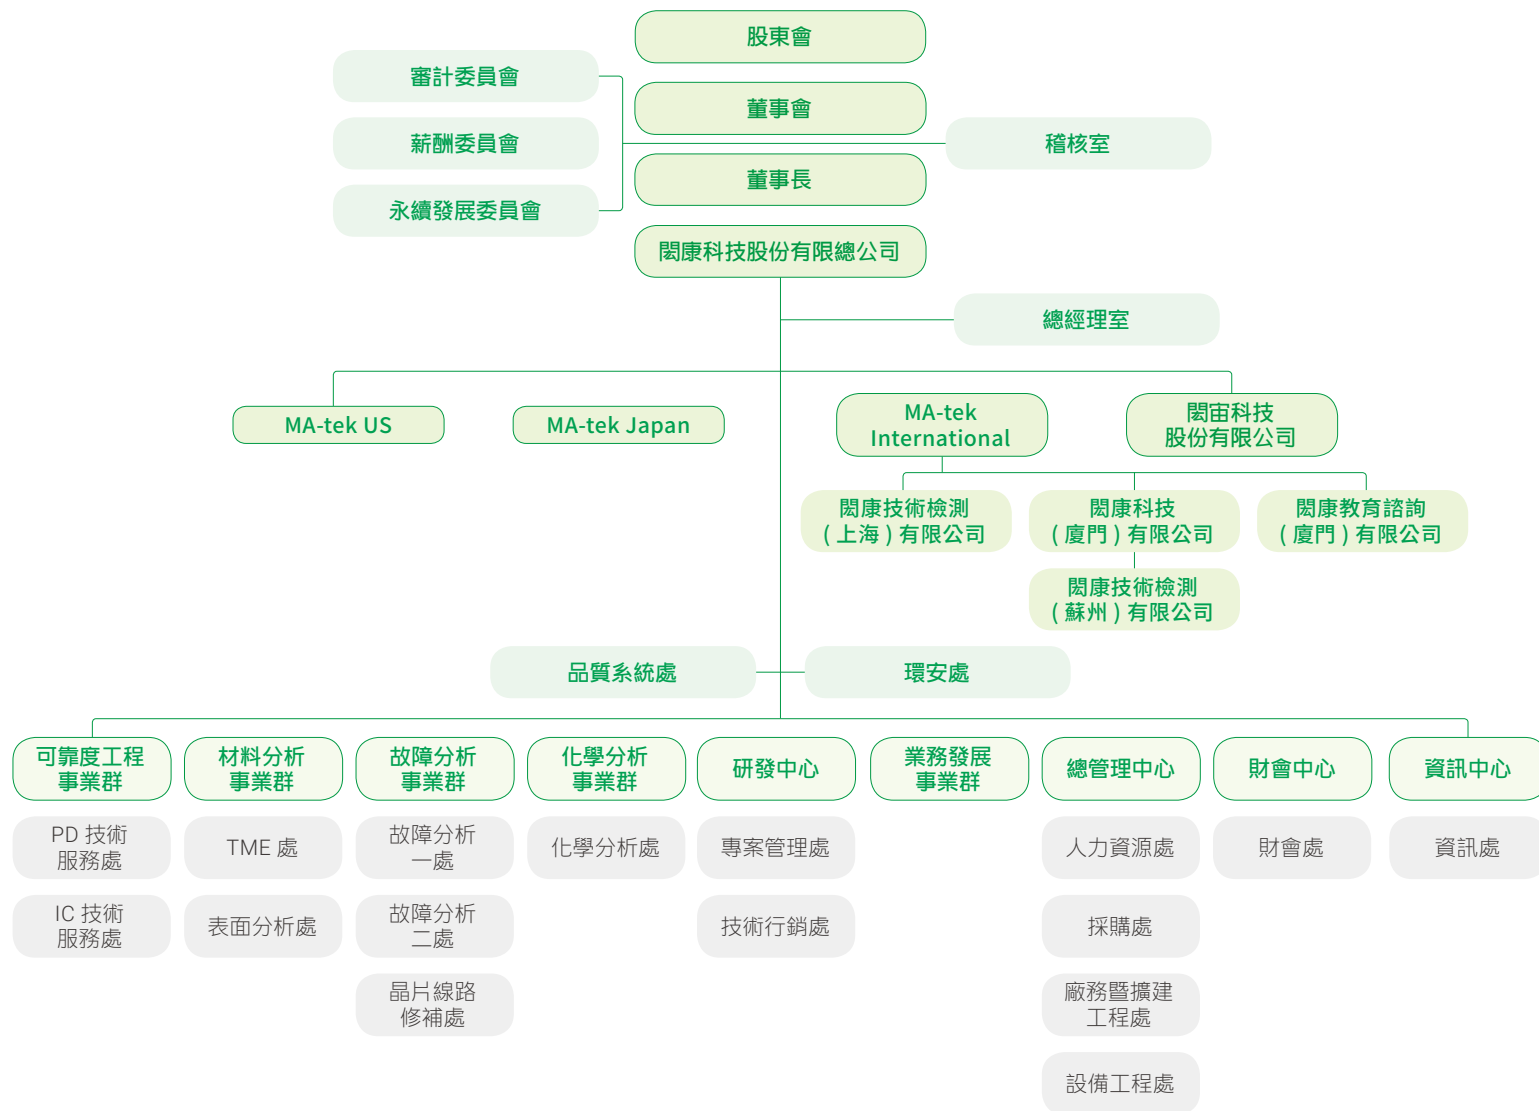 股東會
審計委員會
董事會
薪酬委員會
稽核室
董事長
永續發展委員會
閎康科技股份有限總公司
總經理室
MA-tek US
MA-tek Japan
MA-tek
International
閎宙科技
股份有限公司
閎康技術檢測
( 上海 ) 有限公司
閎康科技
( 廈門 ) 有限公司
閎康教育諮詢
( 廈門 ) 有限公司
閎康技術檢測
( 蘇州 ) 有限公司
品質系統處
環安處
可靠度工程
事業群
材料分析
事業群
故障分析
事業群
化學分析
事業群
研發中心
業務發展
事業群
總管理中心
財會中心
資訊中心
PD 技術
服務處
TME 處
故障分析
一處
化學分析處
專案管理處
人力資源處
財會處
資訊處
IC 技術
服務處
表面分析處
故障分析
二處
技術行銷處
採購處
晶片線路
修補處
廠務暨擴建
工程處
設備工程處